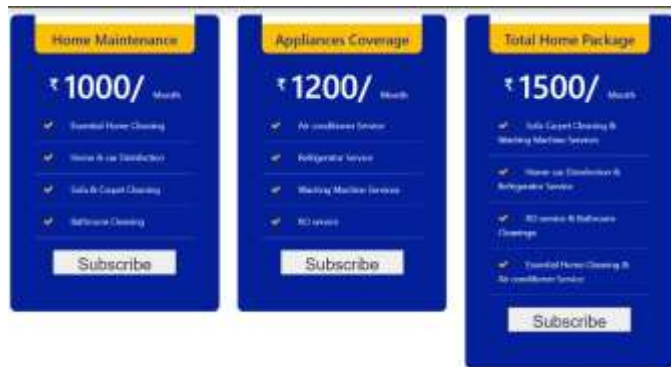 Home Maintenance
₹ 1000/ Month
Essential Home Cleaning
Home & car Disinfection
Sofa & Carpet Cleaning
Bathroom Cleaning
Subscribe
Appliances Coverage
₹ 1200/ Month
Air conditioner Service
Refrigerator Service
Washing Machine Services
RO service
Subscribe
Total Home Package
₹ 1500/ Month
Sofa Carpet Cleaning &
Washing Machine Services
Home car Disinfection &
Refrigerator Service
RO service & Bathroom
Cleanings
Essential Home Cleaning &
Air conditioner Service
Subscribe